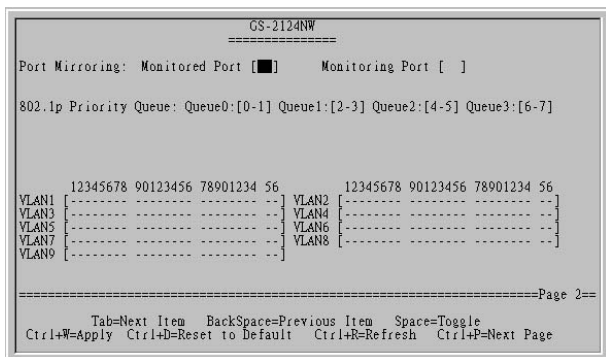 GS-2124NW
===============
Port Mirroring:  Monitored Port [  ]      Monitoring Port [  ]
802.1p Priority Queue: Queue0:[0-1] Queue1:[2-3] Queue2:[4-5] Queue3:[6-7]
12345678 90123456 78901234 56          12345678 90123456 78901234 56
VLAN1 [-------- -------- -------- --] VLAN2 [-------- -------- -------- --]
VLAN3 [-------- -------- -------- --] VLAN4 [-------- -------- -------- --]
VLAN5 [-------- -------- -------- --] VLAN6 [-------- -------- -------- --]
VLAN7 [-------- -------- -------- --] VLAN8 [-------- -------- -------- --]
VLAN9 [-------- -------- -------- --]
=====================================================================Page 2==
Tab=Next Item   BackSpace=Previous Item   Space=Toggle
Ctrl+W=Apply  Ctrl+D=Reset to Default   Ctrl+R=Refresh   Ctrl+P=Next Page